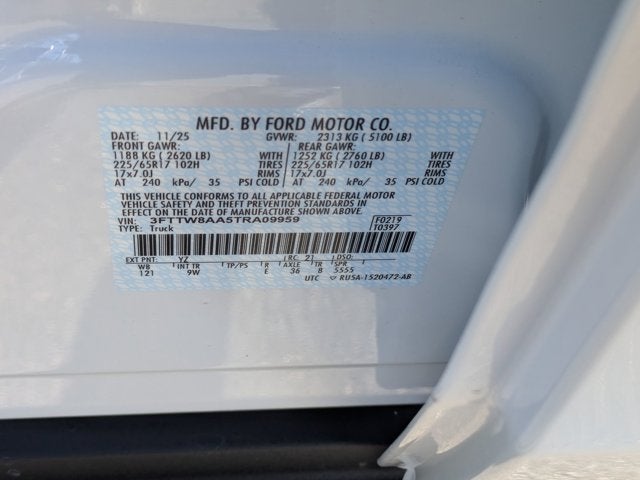 MFD. BY FORD MOTOR CO.
DATE: 11/25 GVWR: 2313 KG ( 5100 LB)
FRONT GAWR: REAR GAWR:
1188 KG ( 2620 LB) WITH 1252 KG ( 2760 LB) WITH
225/65R17 102H TIRES 225/65R17 102H TIRES
17x7.0J RIMS 17x7.0J RIMS
AT 240 kPa/ 35 PSI COLD AT 240 kPa/ 35 PSI COLD
THIS VEHICLE CONFORMS TO ALL APPLICABLE FEDERAL MOTOR
VEHICLE SAFETY AND THEFT PREVENTION STANDARDS IN
EFFECT ON THE DATE OF MANUFACTURE SHOWN ABOVE.
VIN: 3FTTW8AA5TRA09959 F0219
TYPE: Truck 10397
EXT PNT: YZ RC: 21 DSO:
WB INT TR TP/PS R AXLE TR SPR
121 9W E 36 8 5555
UTC RU5A-1520472-AB